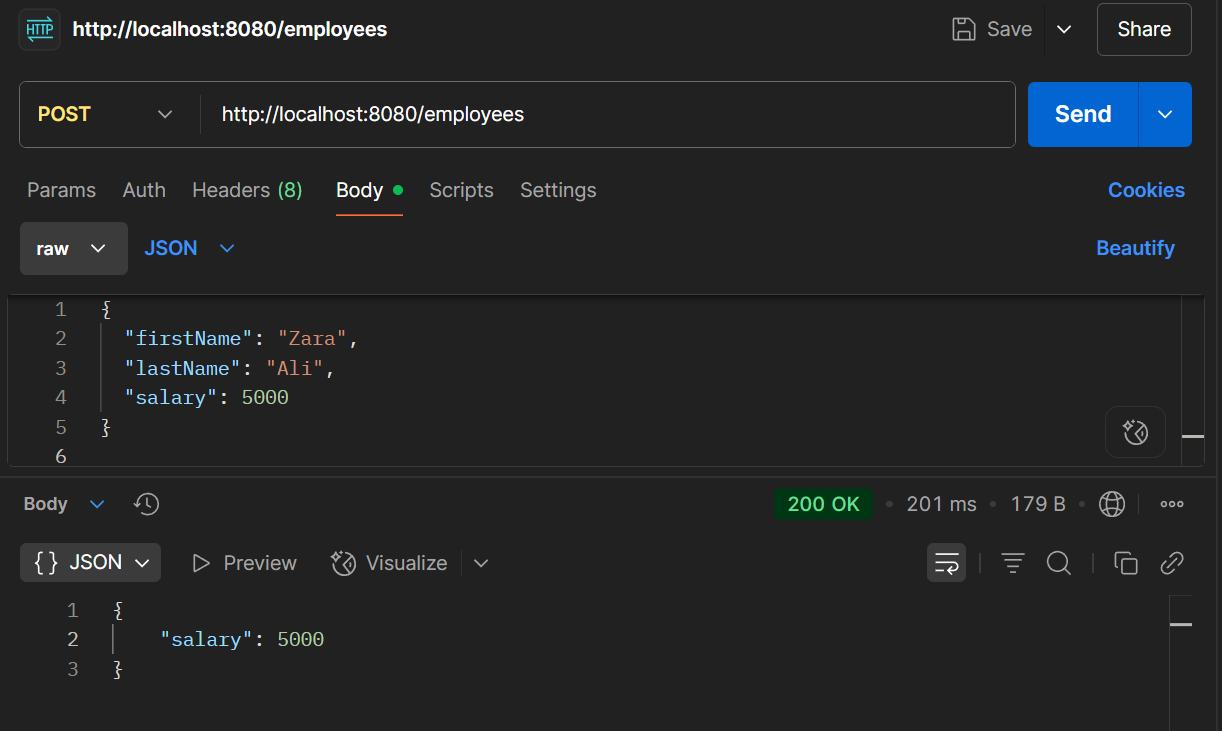 HTTP http://localhost:8080/employees Save Share
POST http://localhost:8080/employees Send
Params Auth Headers (8) Body Scripts Settings Cookies
raw JSON Beautify
1 {
2 "firstName": "Zara",
3 "lastName": "Ali",
4 "salary": 5000
5 }
6
Body 200 OK • 201 ms • 179 B •
{} JSON Preview Visualize
1 {
2 "salary": 5000
3 }